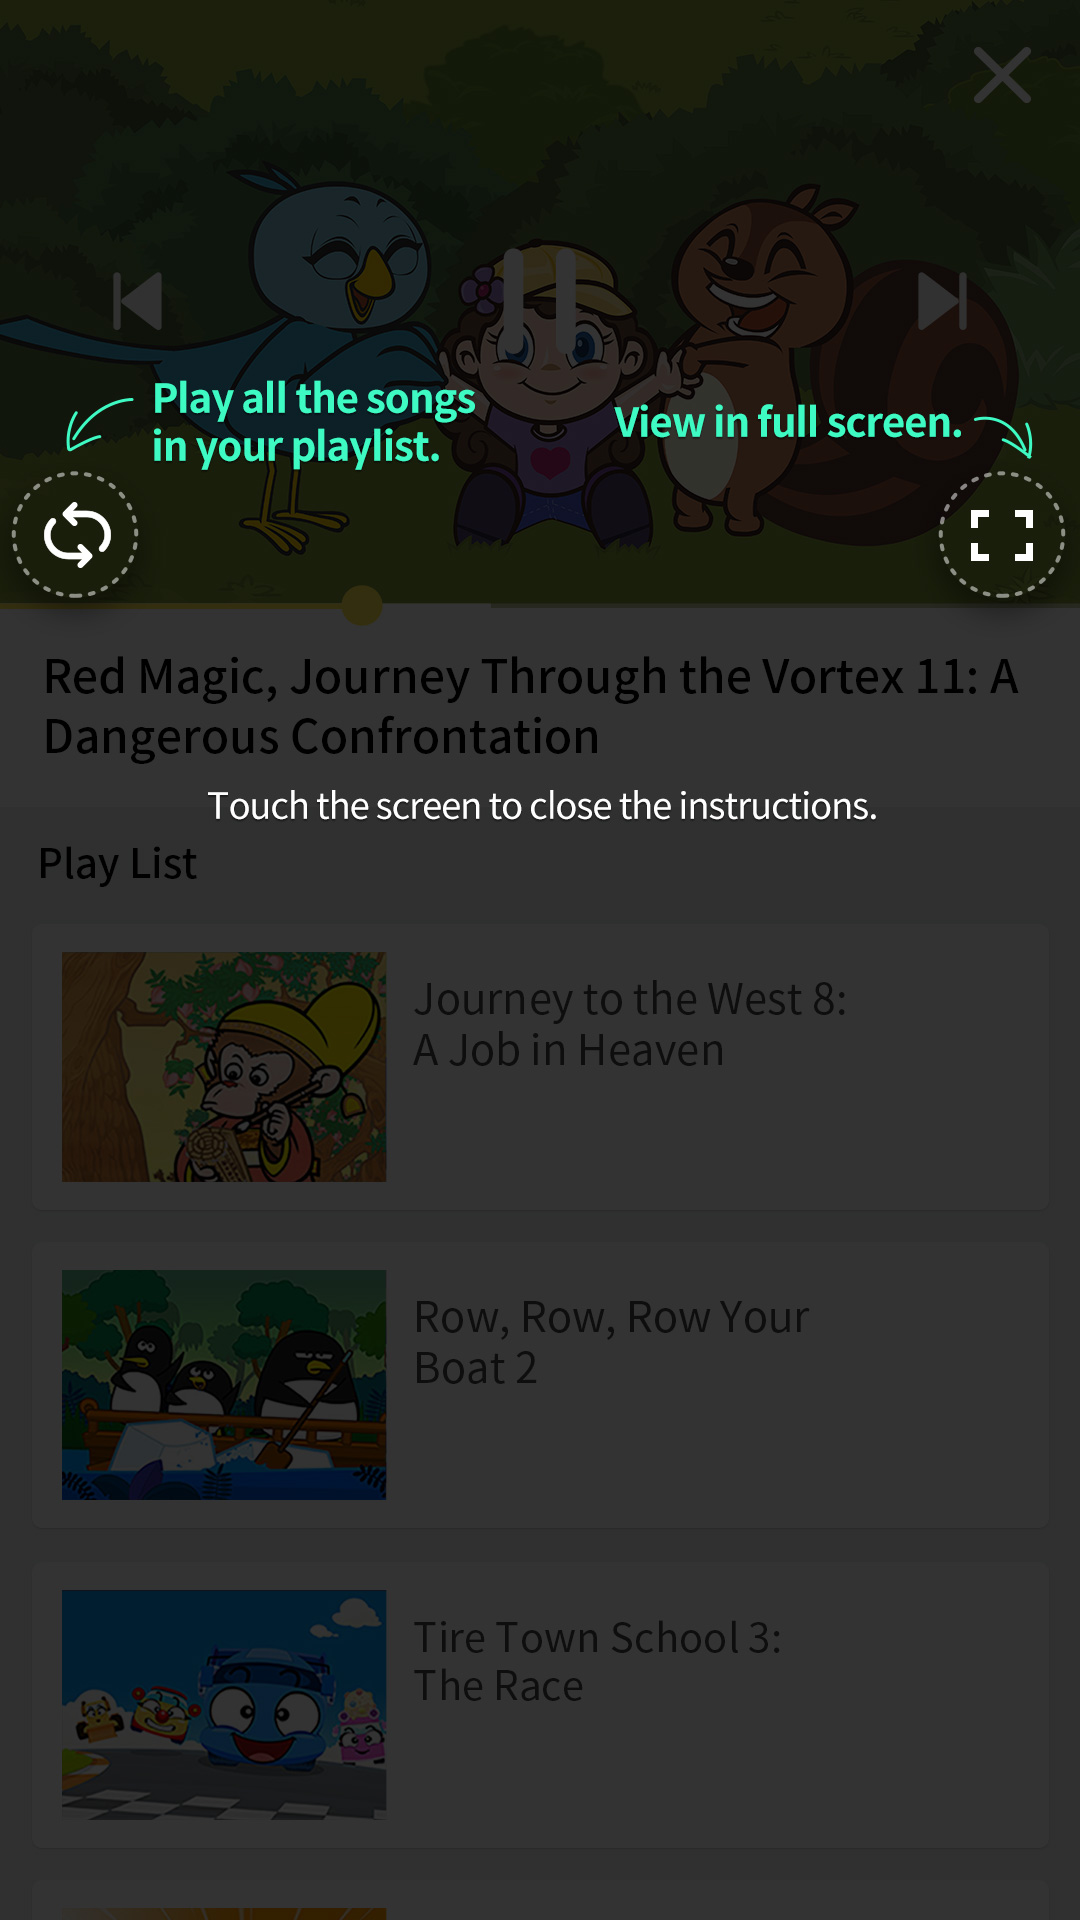 Play all the songs
in your playlist.
View in full screen.
Red Magic, Journey Through the Vortex 11: A
Dangerous Confrontation
Touch the screen to close the instructions.
Play List
Journey to the West 8:
A Job in Heaven
Row, Row, Row Your
Boat 2
Tire Town School 3:
The Race